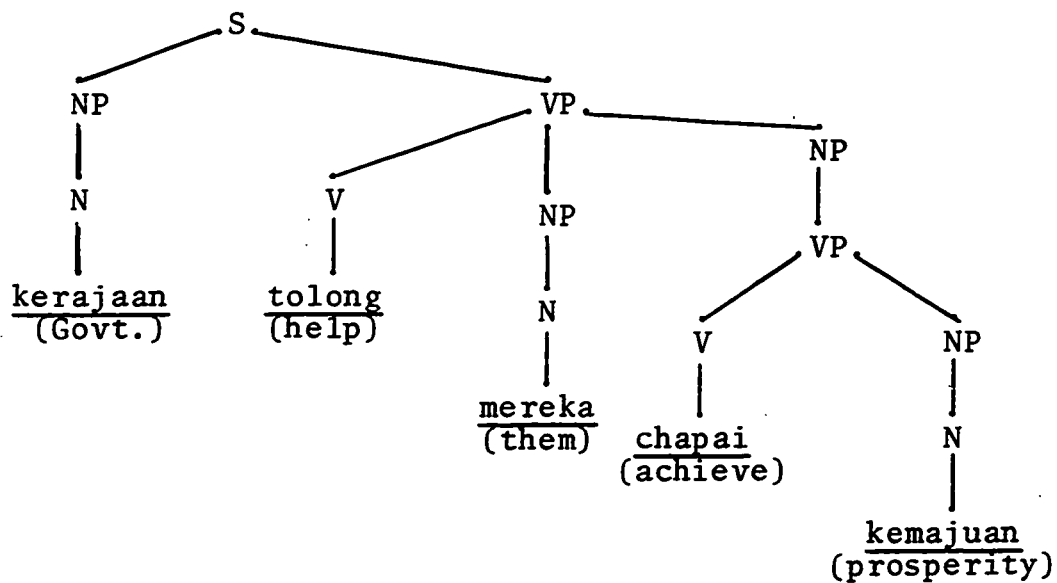 S
NP VP
NP
N V NP
VP
kerajaan tolong
(Govt.) (help) N
V NP
mereka
(them) chapai N
(achieve)
kemajuan
(prosperity)